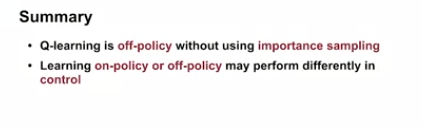 Summary
• Q-learning is off-policy without using importance sampling
• Learning on-policy or off-policy may perform differently in
control